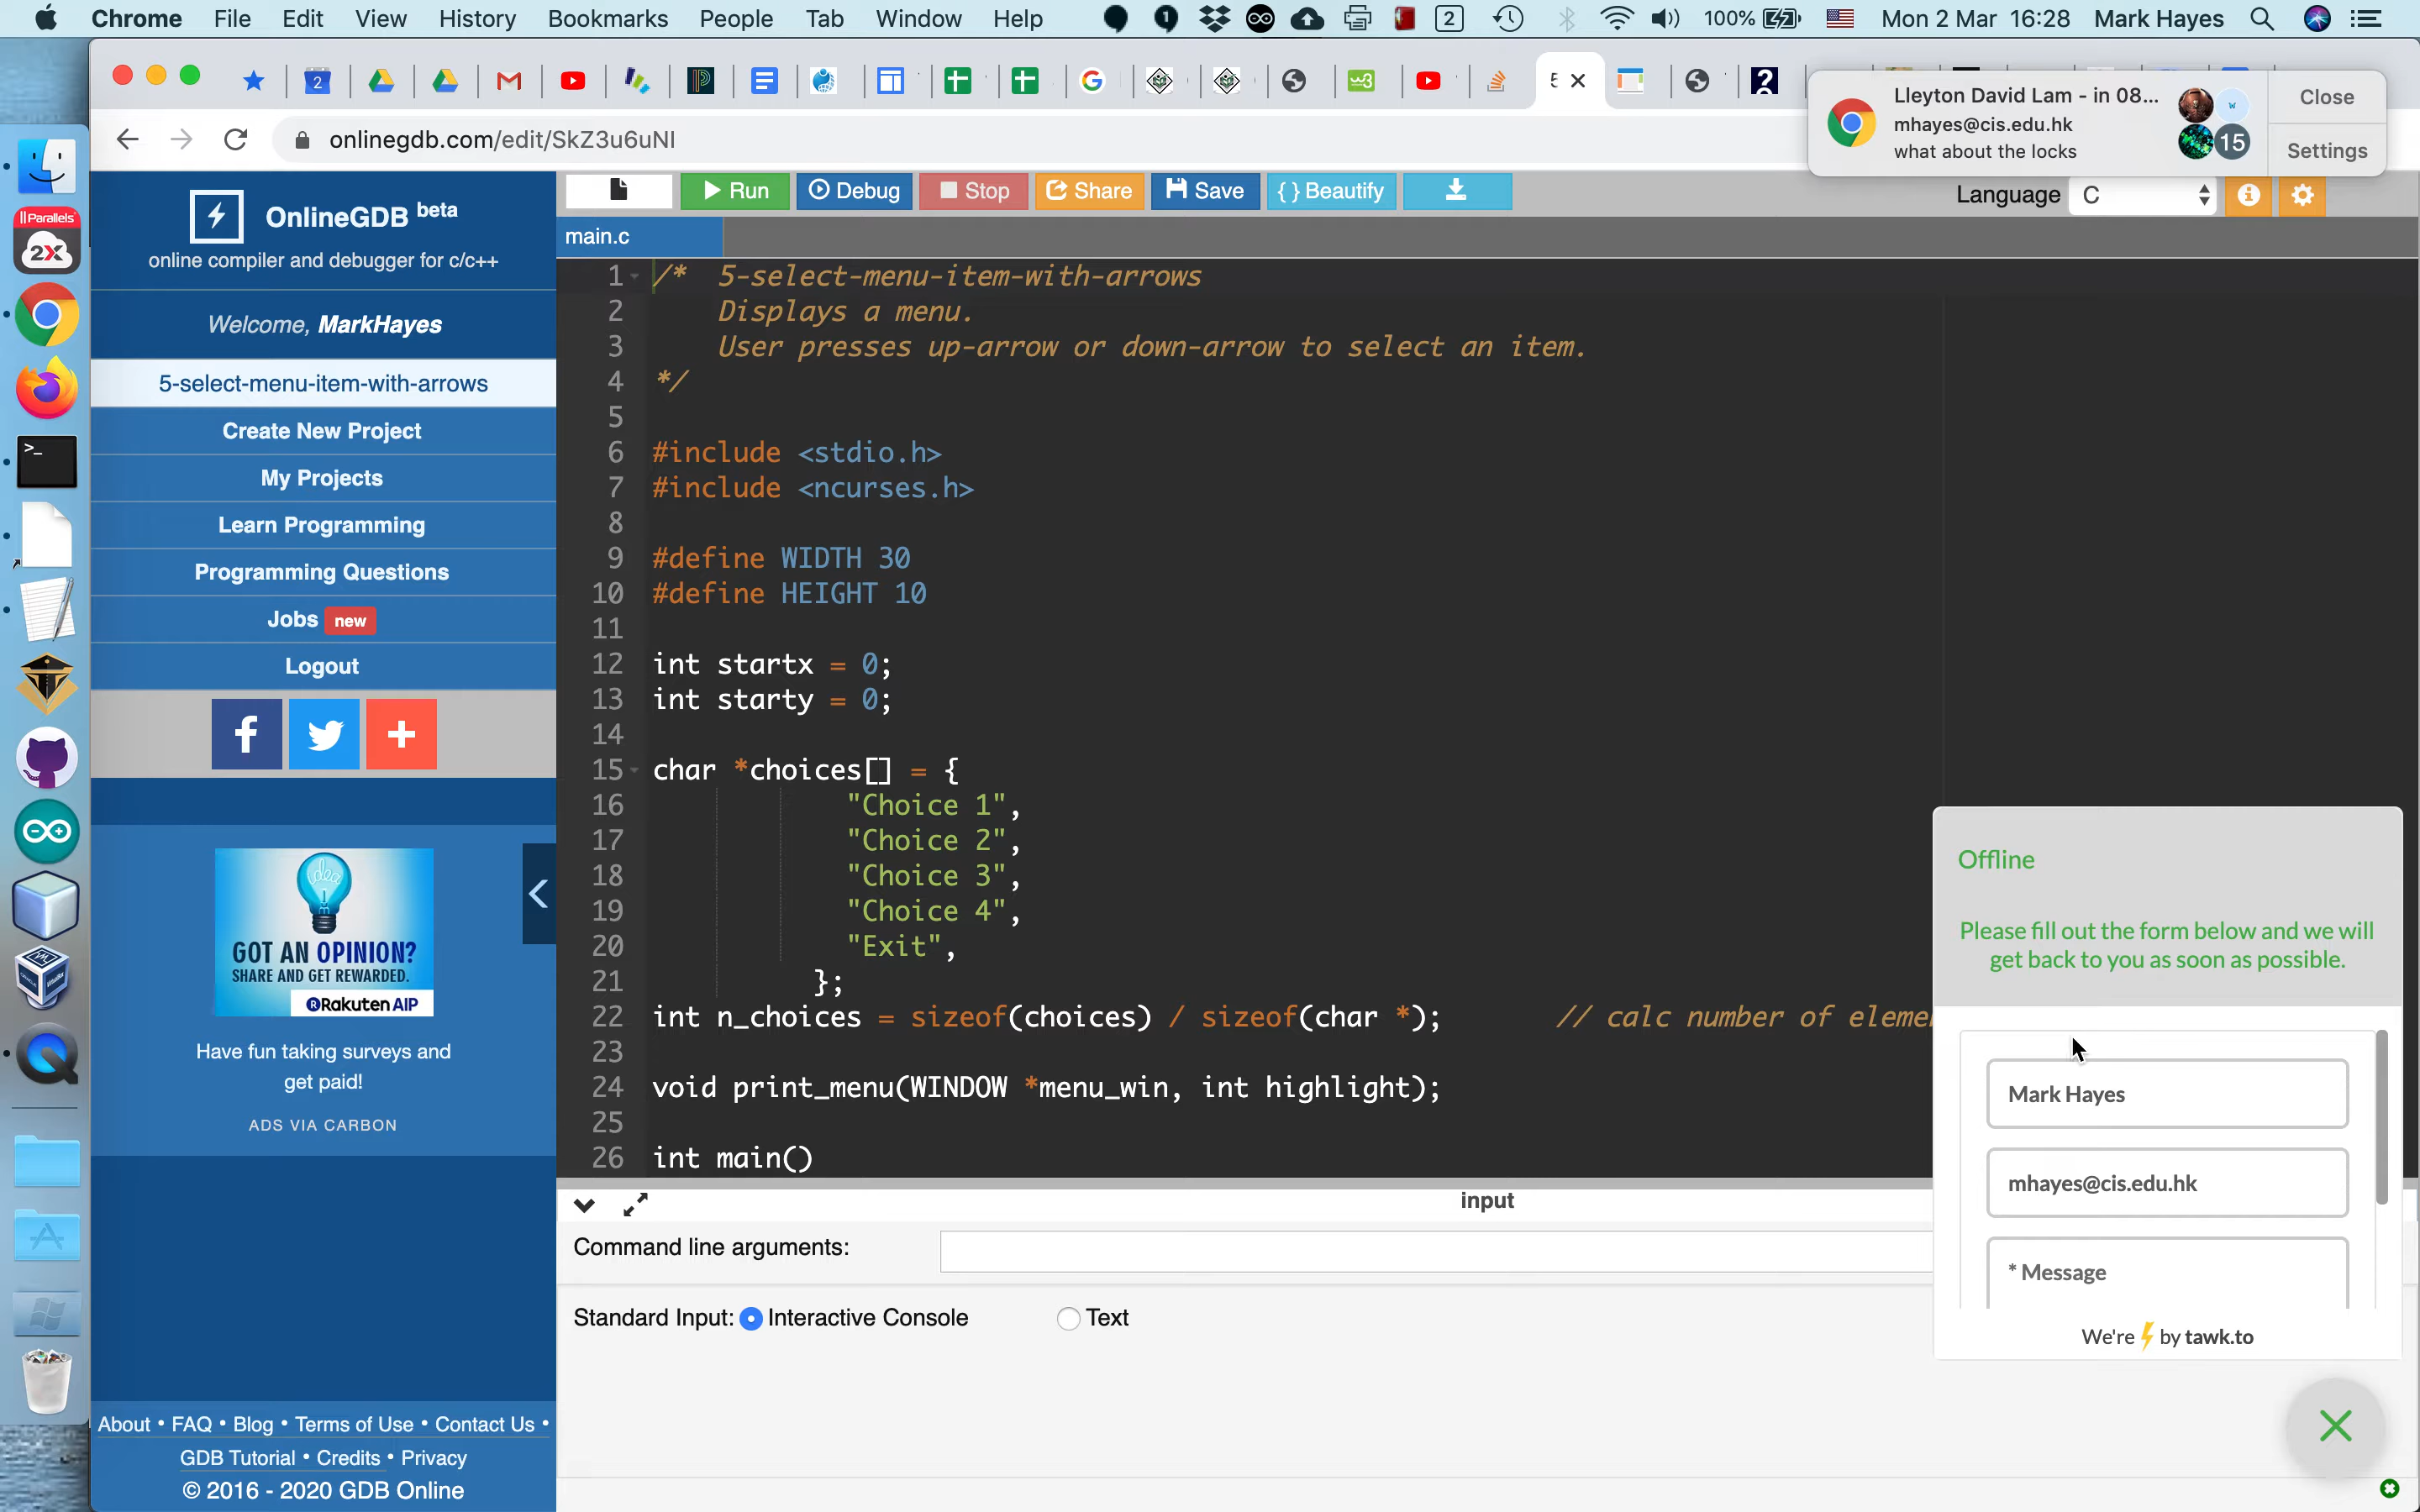 Chrome File Edit View History Bookmarks People Tab Window Help 1 2 100% Mon 2 Mar 16:28 Mark Hayes
2 G w3 5
onlinegdb.com/edit/SkZ3u6uNI
Lleyton David Lam - in 08... w Close
mhayes@cis.edu.hk
what about the locks 15 Settings
Parallels
2X
OnlineGDB beta
online compiler and debugger for c/c++
Welcome, MarkHayes
5-select-menu-item-with-arrows
Create New Project
My Projects
Learn Programming
Programming Questions
Jobs new
Logout
f
idea
GOT AN OPINION?
SHARE AND GET REWARDED.
Rakuten AIP
Have fun taking surveys and
get paid!
ADS VIA CARBON
About • FAQ • Blog • Terms of Use • Contact Us •
GDB Tutorial • Credits • Privacy
© 2016 - 2020 GDB Online
Run Debug Stop Share Save { } Beautify Language C
main.c
1 /* 5-select-menu-item-with-arrows
2 Displays a menu.
3 User presses up-arrow or down-arrow to select an item.
4 */
5
6 #include <stdio.h>
7 #include <ncurses.h>
8
9 #define WIDTH 30
10 #define HEIGHT 10
11
12 int startx = 0;
13 int starty = 0;
14
15 char *choices[] = {
16 "Choice 1",
17 "Choice 2",
18 "Choice 3",
19 "Choice 4",
20 "Exit",
21 };
22 int n_choices = sizeof(choices) / sizeof(char *); // calc number of
23
24 void print_menu(WINDOW *menu_win, int highlight);
25
26 int main()
input
Command line arguments:
Standard Input: Interactive Console Text
Offline
Please fill out the form below and we will
get back to you as soon as possible.
Mark Hayes
mhayes@cis.edu.hk
* Message
We're by tawk.to